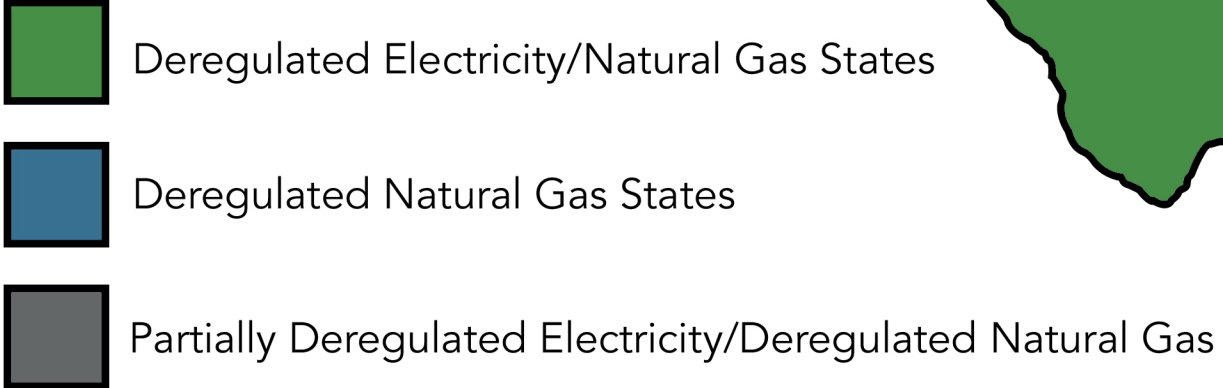 Deregulated Electricity/Natural Gas States
Deregulated Natural Gas States
Partially Deregulated Electricity/Deregulated Natural Gas